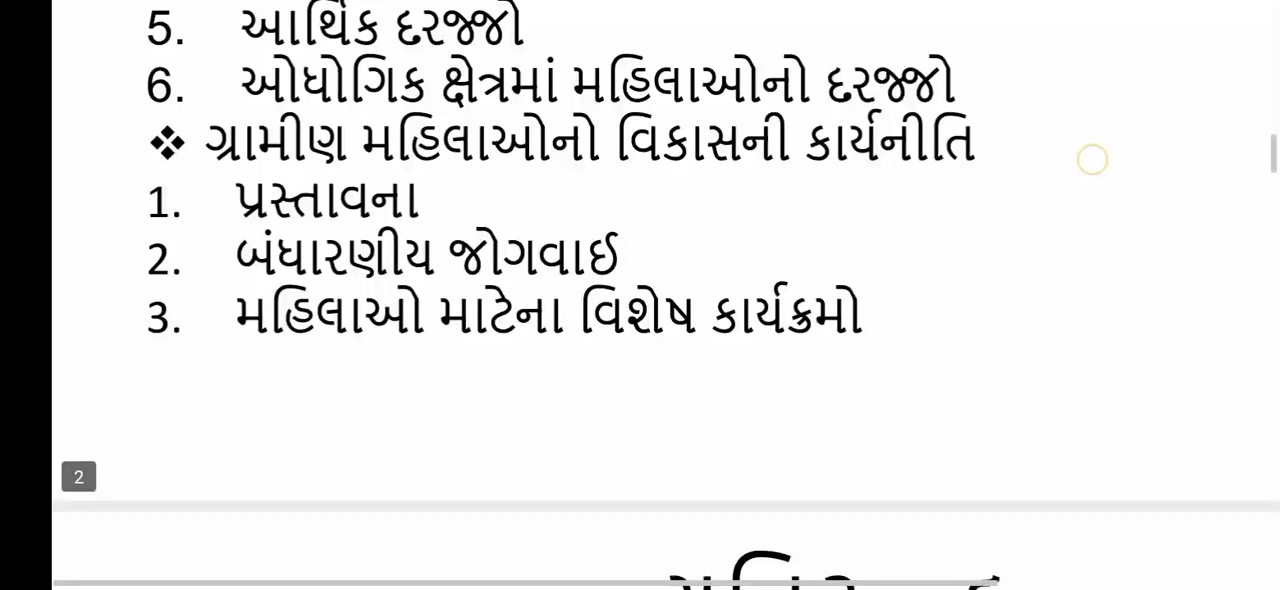 5. આર્થિક દરજ્જો
6. ઓધોગિક ક્ષેત્રમાં મહિલાઓનો દરજ્જો
❖ ગ્રામીણ મહિલાઓનો વિકાસની કાર્યનીતિ
1. પ્રસ્તાવના
2. બંધારણીય જોગવાઈ
3. મહિલાઓ માટેના વિશેષ કાર્યક્રમો
2